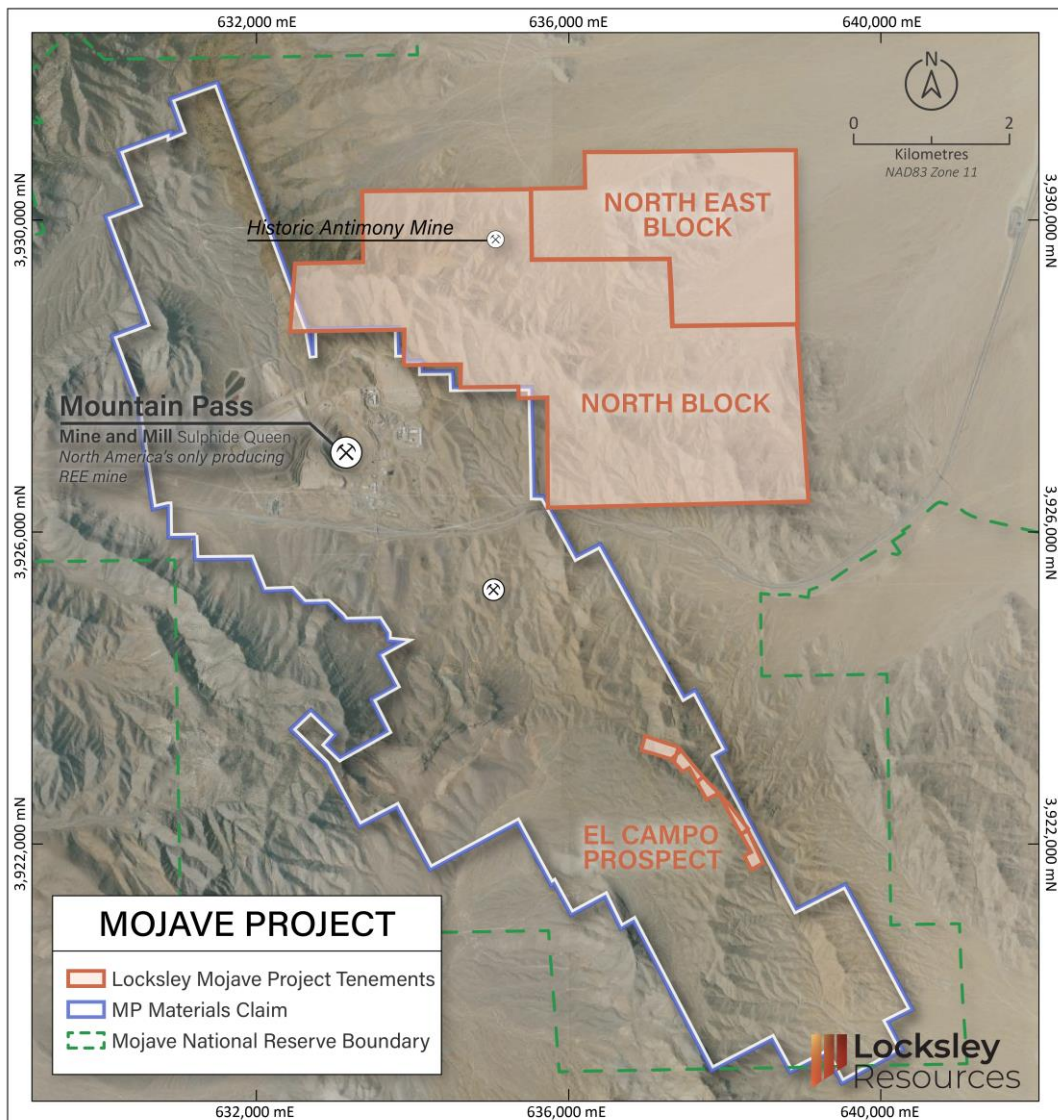 632,000 mE
636,000 mE
640,000 mE
N
0
2
Kilometres
NAD83 Zone 11
3,930,000 mN
3,930,000 mN
NORTH EAST
BLOCK
Historic Antimony Mine
NORTH BLOCK
Mountain Pass
Mine and Mill Sulphide Queen
North America's only producing
REE mine
3,926,000 mN
3,926,000 mN
EL CAMPO
PROSPECT
3,922,000 mN
3,922,000 mN
MOJAVE PROJECT
Locksley Mojave Project Tenements
MP Materials Claim
Mojave National Reserve Boundary
Locksley
Resources
632,000 mE
636,000 mE
640,000 mE